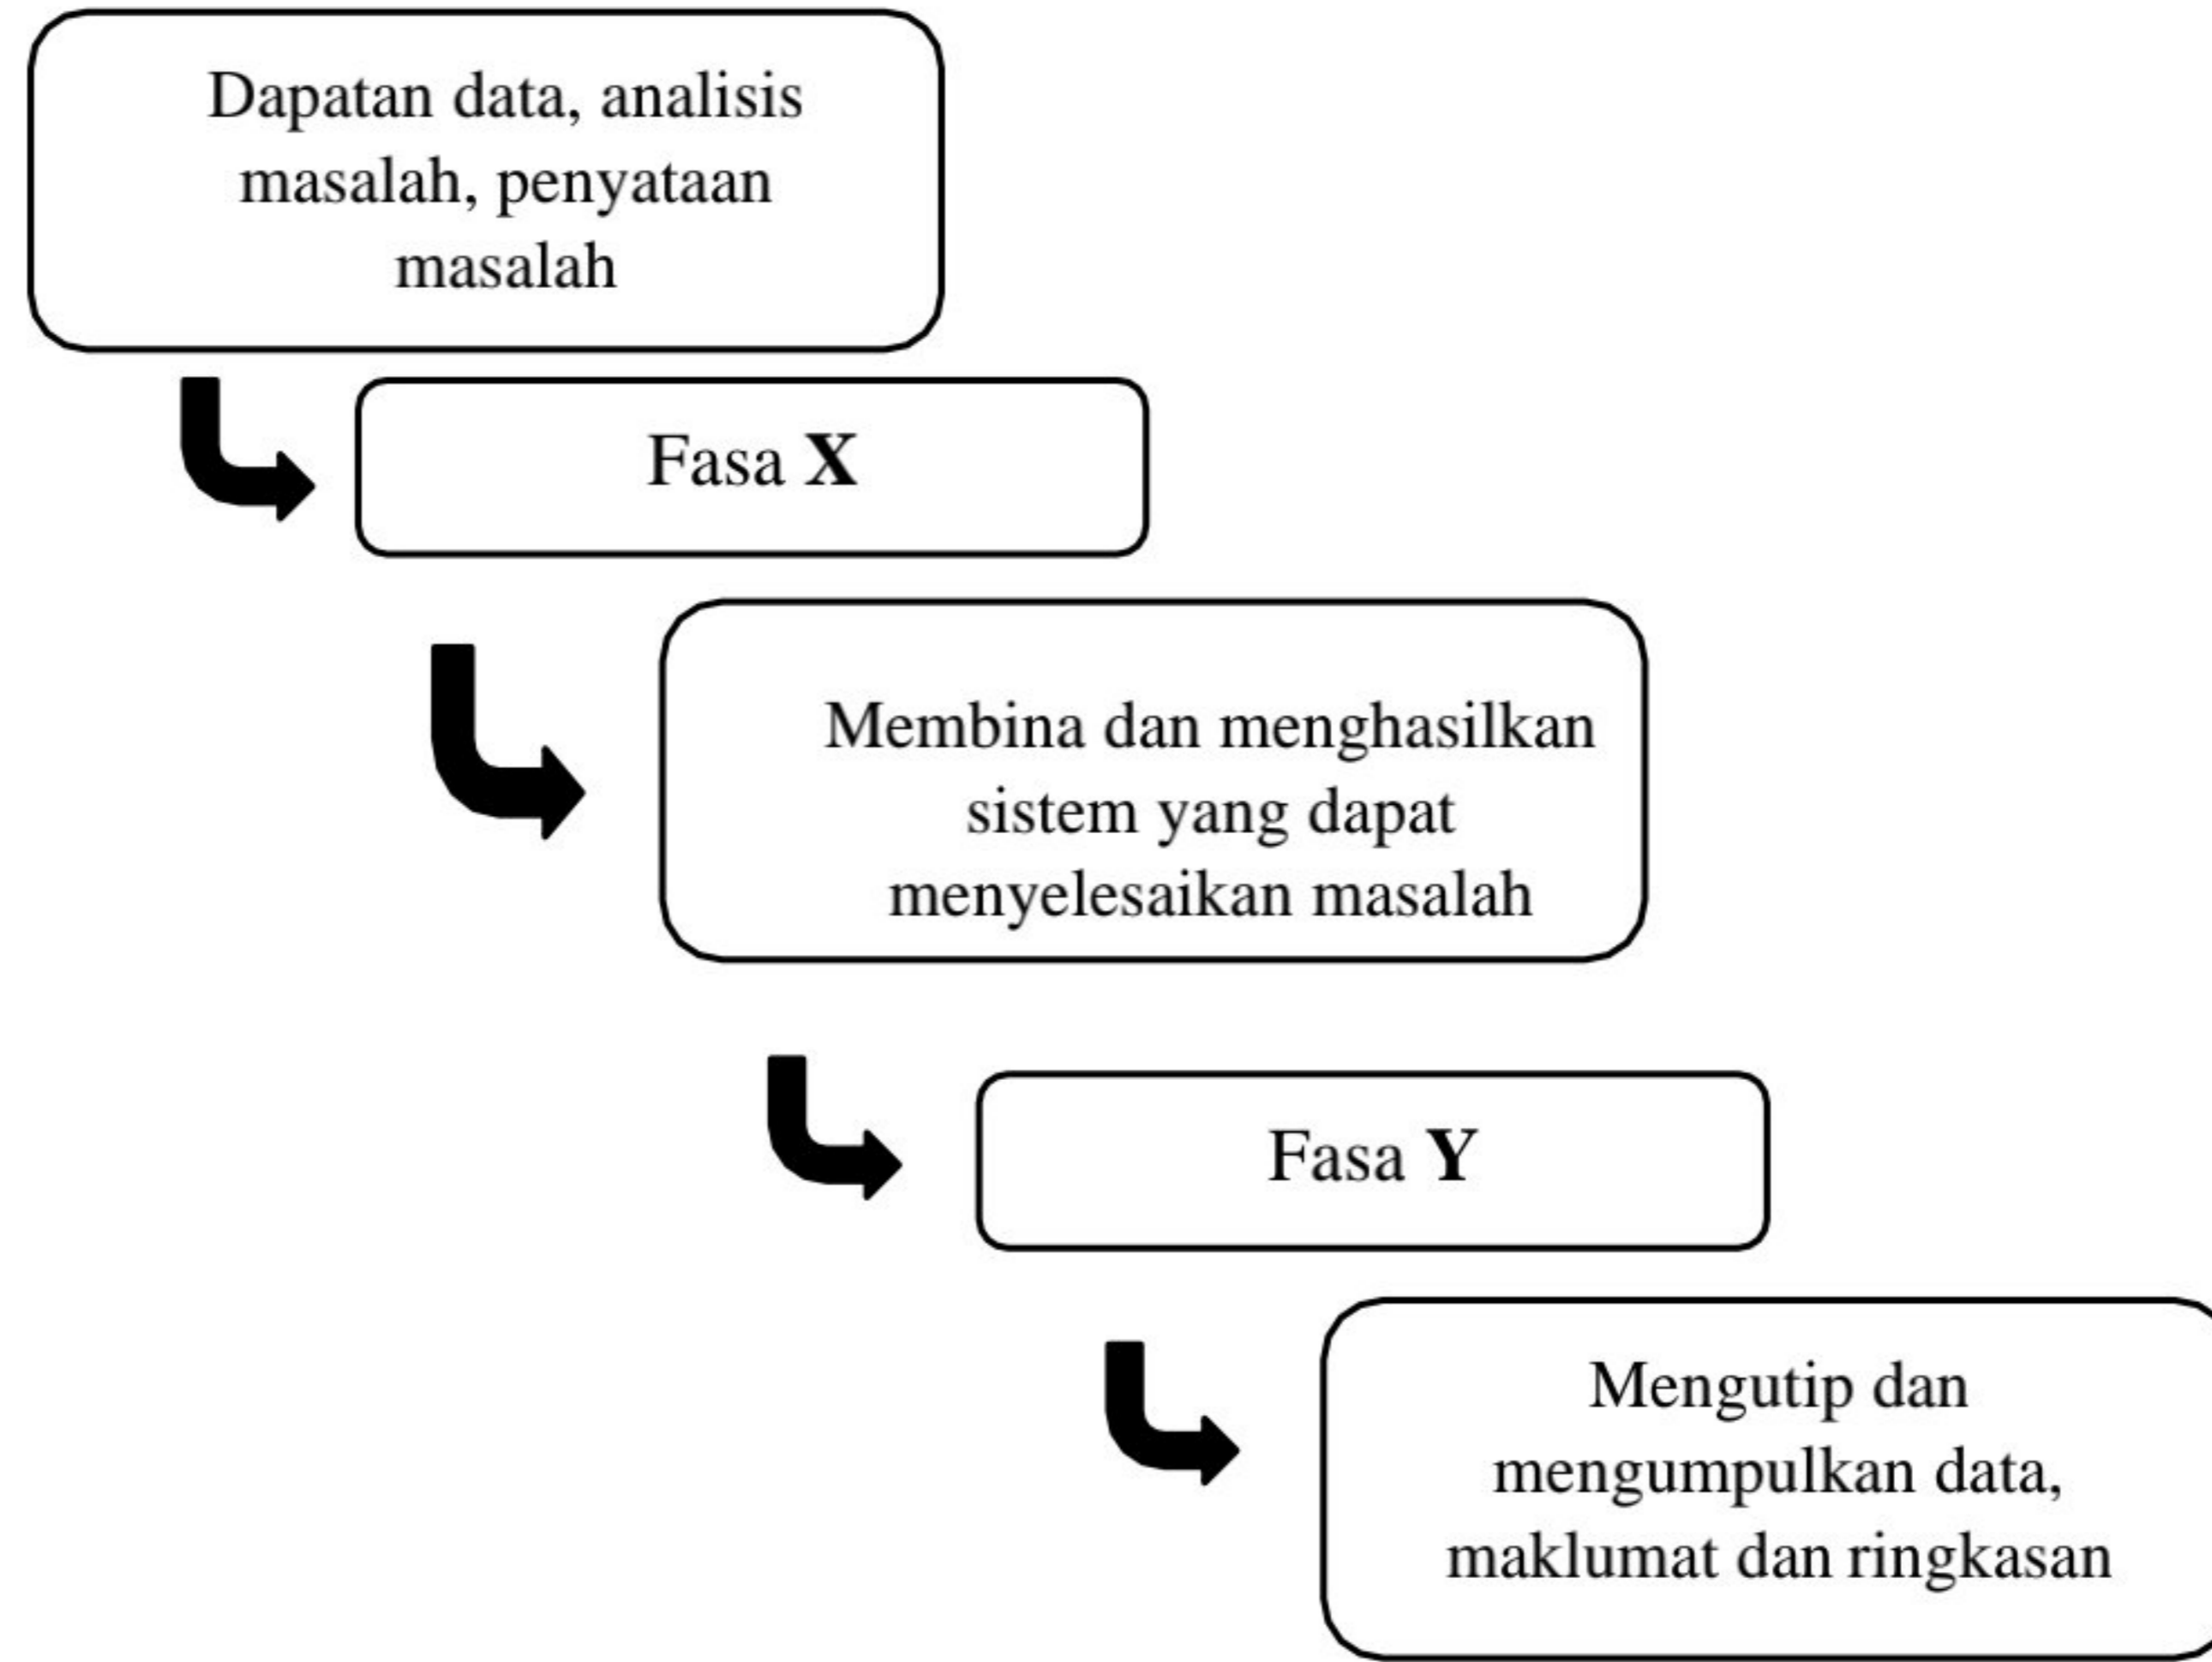 Dapatan data, analisis
masalah, penyataan
masalah
Fasa X
Membina dan menghasilkan
sistem yang dapat
menyelesaikan masalah
Fasa Y
Mengutip dan
mengumpulkan data,
maklumat dan ringkasan